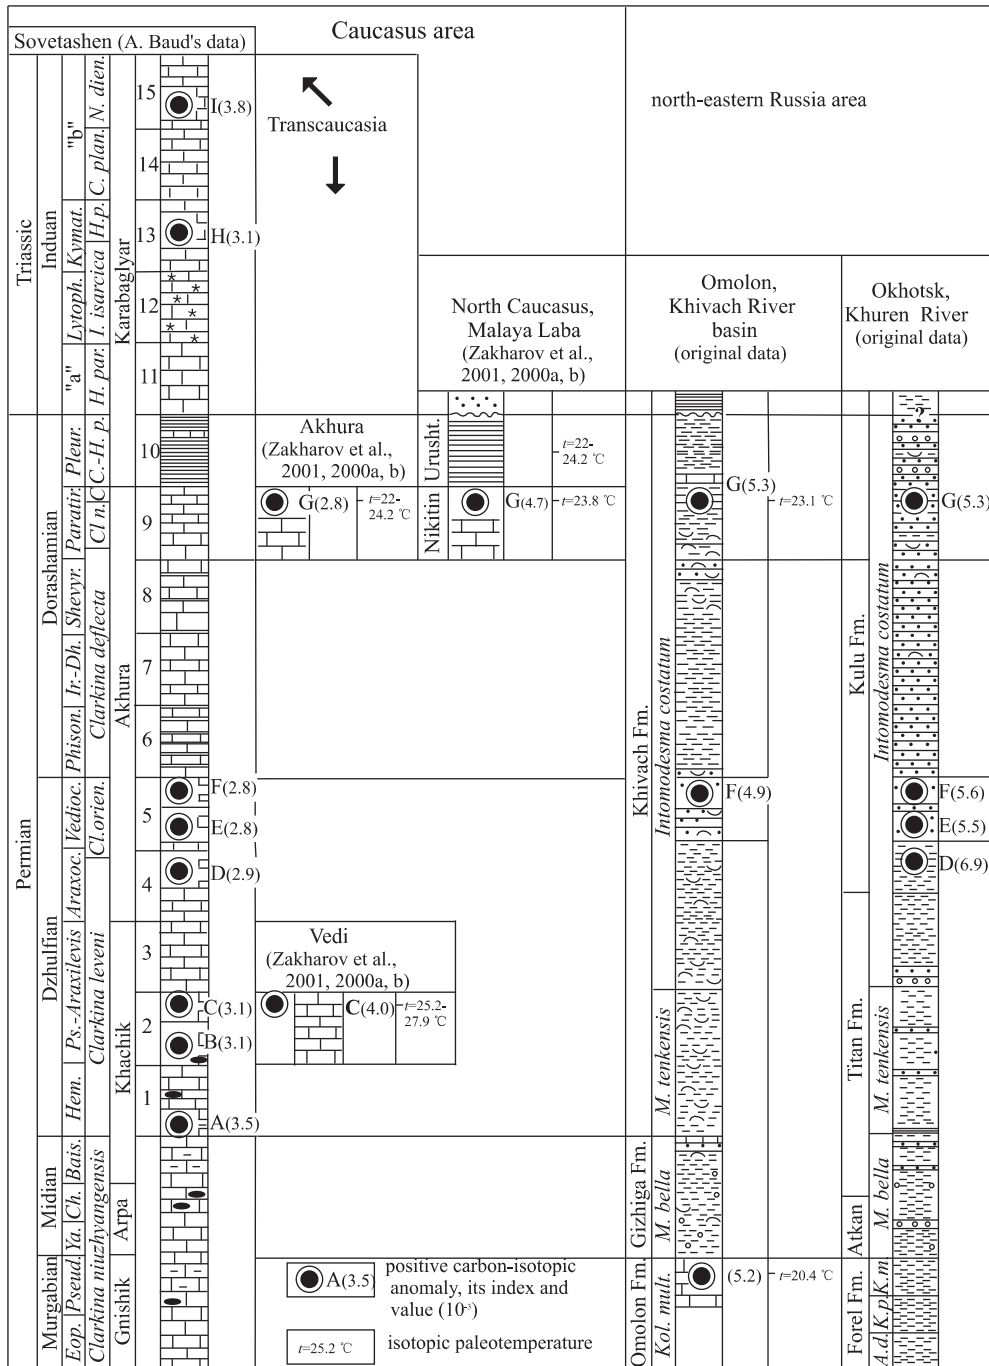 Caucasus area
Sovetashen (A. Baud's data)
north-eastern Russia area
Transcaucasia
Triassic
Permian
Induan
Dorashamian
Dzhulfian
Midian
Murgabian
"b"
Kymat.
Lytoph.
"a"
Pleur.
Paratir.
Shevyr.
Ir.-Dh.
Phison.
Vedioc.
Araxoc.
Ps.-Araxilevis
Hem.
Bais.
Ch.
Ya.
Pseud.
Eop.
N. dien.
C. plan.
H.p.
I. isarcica
H. par.
C.-H. p.
Cl n. C
Clarkina deflecta
Cl.orien.
Clarkina leveni
Clarkina niuzhyangensis
Karabaglyar
Akhura
Khachik
Arpa
Gnishik
15
14
13
12
11
10
9
8
7
6
5
4
3
2
1
I(3.8)
H(3.1)
F(2.8)
E(2.8)
D(2.9)
C(3.1)
B(3.1)
A(3.5)
Akhura
(Zakharov et al.,
2001, 2000a, b)
G(2.8)
t=22-
24.2 °C
Vedi
(Zakharov et al.,
2001, 2000a, b)
C(4.0)
t=25.2-
27.9 °C
North Caucasus,
Malaya Laba
(Zakharov et al.,
2001, 2000a, b)
Urusht.
Nikitin
t=22-
24.2 °C
G(4.7)
t=23.8 °C
Omolon,
Khivach River
basin
(original data)
Khivach Fm.
Gizhiga Fm.
Omolon Fm.
Intomodesma costatum
M. tenkensis
M. bella
Kol. mult.
G(5.3)
t=23.1 °C
F(4.9)
(5.2)
t=20.4 °C
Okhotsk,
Khuren River
(original data)
Kulu Fm.
Titan Fm.
Atkan
Forel Fm.
Intomodesma costatum
M. tenkensis
M. bella
A.d. K.p. K.m.
?
G(5.3)
F(5.6)
E(5.5)
D(6.9)
A(3.5)
positive carbon-isotopic
anomaly, its index and
value (10⁻³)
t=25.2 °C
isotopic paleotemperature